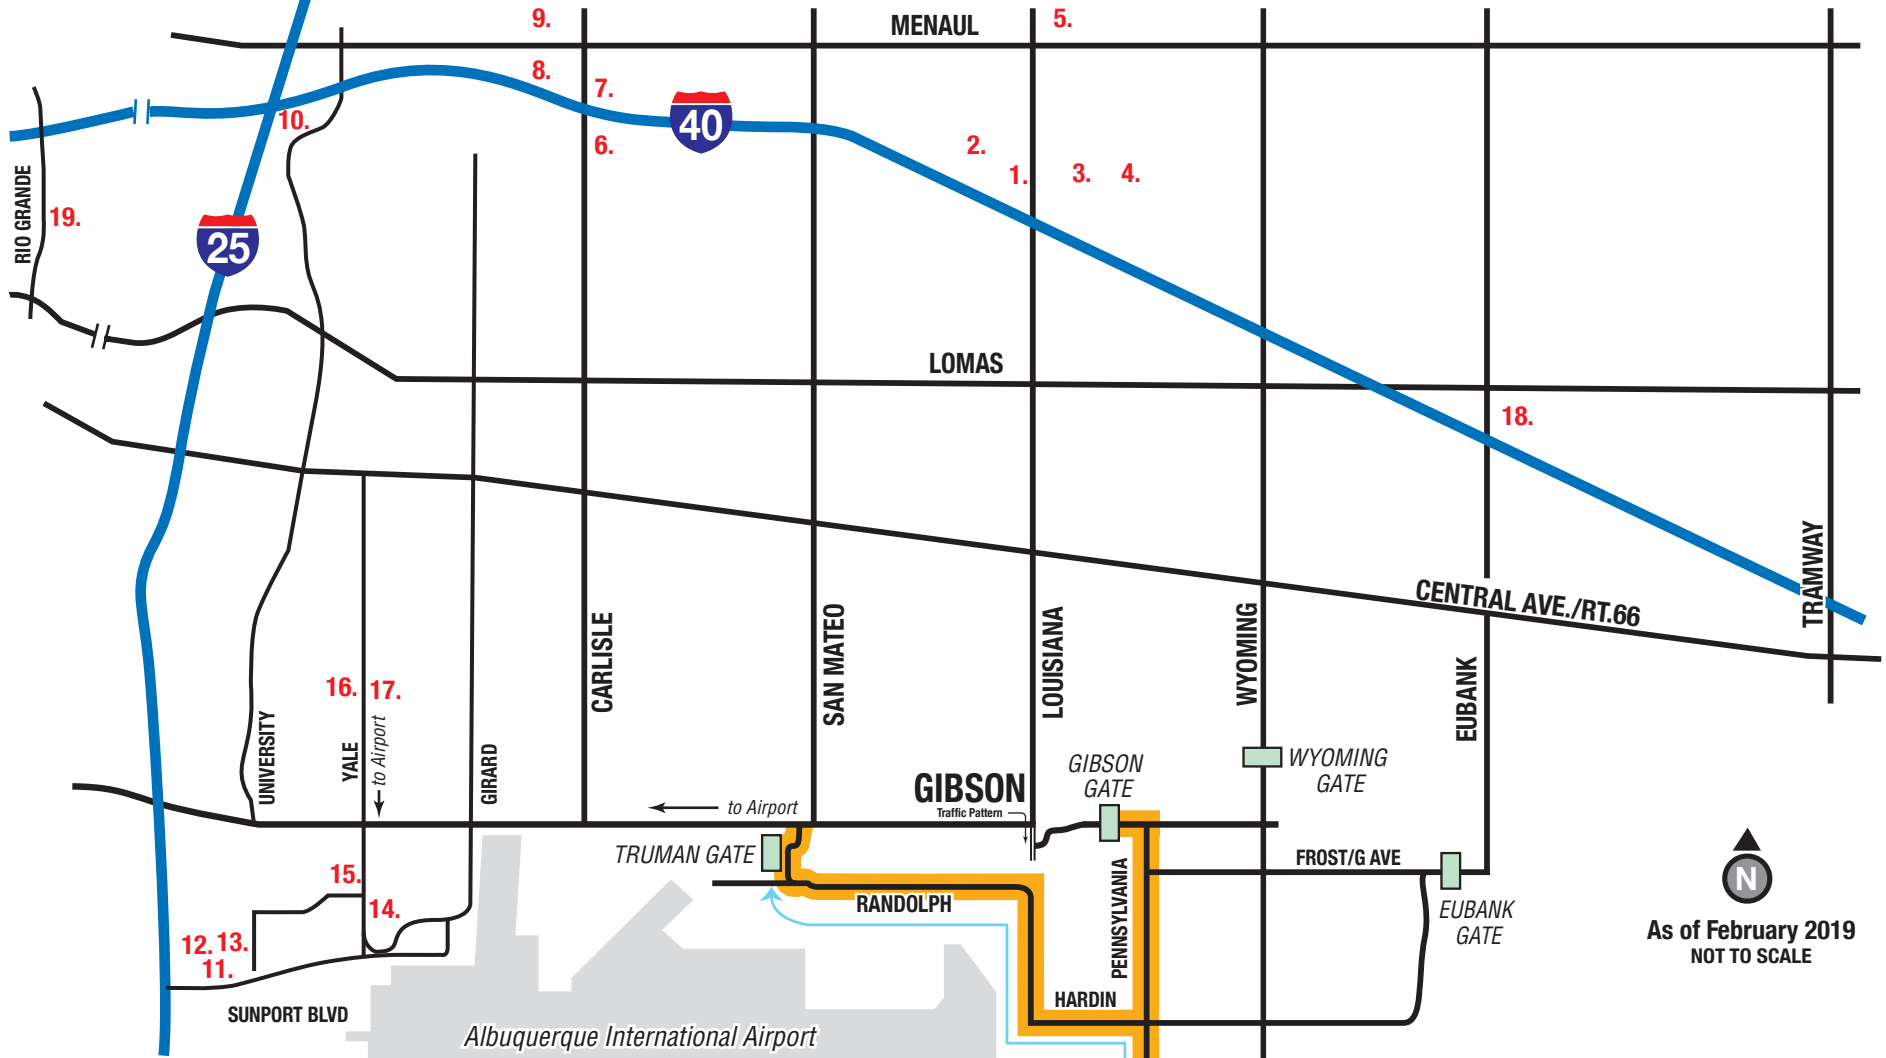 9.
MENAUL
5.
8.
7.
40
10.
6.
2.
1.
3.
4.
RIO GRANDE
19.
25
LOMAS
18.
CENTRAL AVE./RT.66
TRAMWAY
CARLISLE
SAN MATEO
LOUISIANA
WYOMING
EUBANK
16.
17.
UNIVERSITY
YALE
to Airport
GIRARD
GIBSON
Traffic Pattern
to Airport
GIBSON
GATE
WYOMING
GATE
TRUMAN GATE
FROST/G AVE
15.
14.
RANDOLPH
PENNSYLVANIA
EUBANK
GATE
N
As of February 2019
NOT TO SCALE
12.
13.
11.
SUNPORT BLVD
HARDIN
Albuquerque International Airport